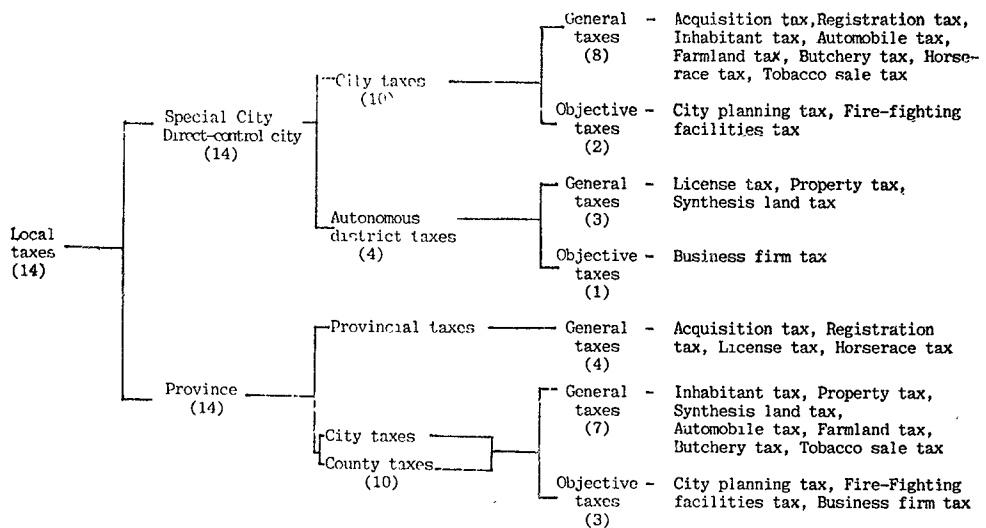 General - Acquisition tax,Registration tax,
taxes Inhabitant tax, Automobile tax,
(8) Farmland tax, Butchery tax, Horse-
race tax, Tobacco sale tax
City taxes
(10)
Objective - City planning tax, Fire-fighting
taxes facilities tax
(2)
Special City
Direct-control city
(14)
General - License tax, Property tax,
taxes Synthesis land tax
(3)
Autonomous
district taxes
(4)
Objective - Business firm tax
taxes
(1)
Local
taxes
(14)
Provincial taxes
General - Acquisition tax, Registration
taxes tax, License tax, Horserace tax
(4)
Province
(14)
General - Inhabitant tax, Property tax,
taxes Synthesis land tax,
(7) Automobile tax, Farmland tax,
Butchery tax, Tobacco sale tax
City taxes
County taxes
(10)
Objective - City planning tax, Fire-Fighting
taxes facilities tax, Business firm tax
(3)